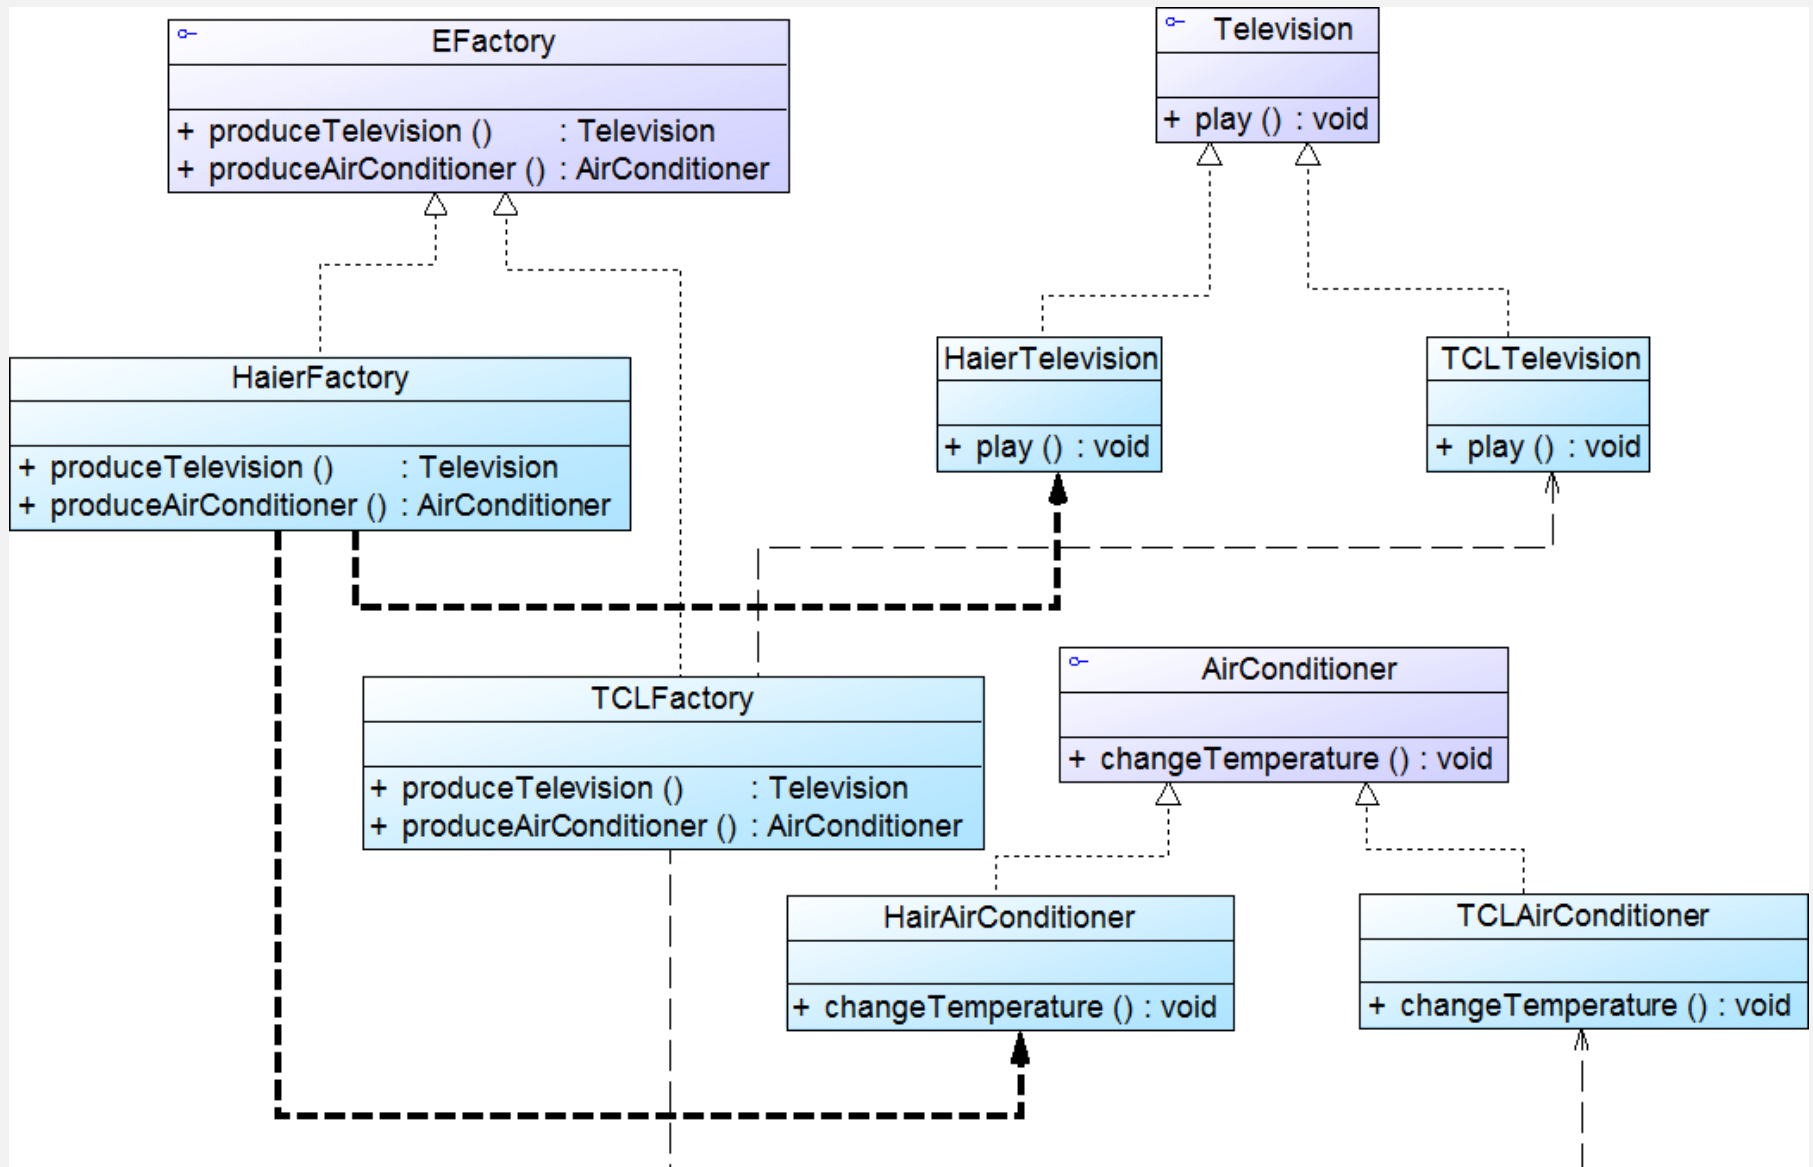 EFactory
+ produceTelevision () : Television
+ produceAirConditioner () : AirConditioner
Television
+ play () : void
HaierFactory
+ produceTelevision () : Television
+ produceAirConditioner () : AirConditioner
HaierTelevision
+ play () : void
TCLTelevision
+ play () : void
TCLFactory
+ produceTelevision () : Television
+ produceAirConditioner () : AirConditioner
AirConditioner
+ changeTemperature () : void
HairAirConditioner
+ changeTemperature () : void
TCLAirConditioner
+ changeTemperature () : void